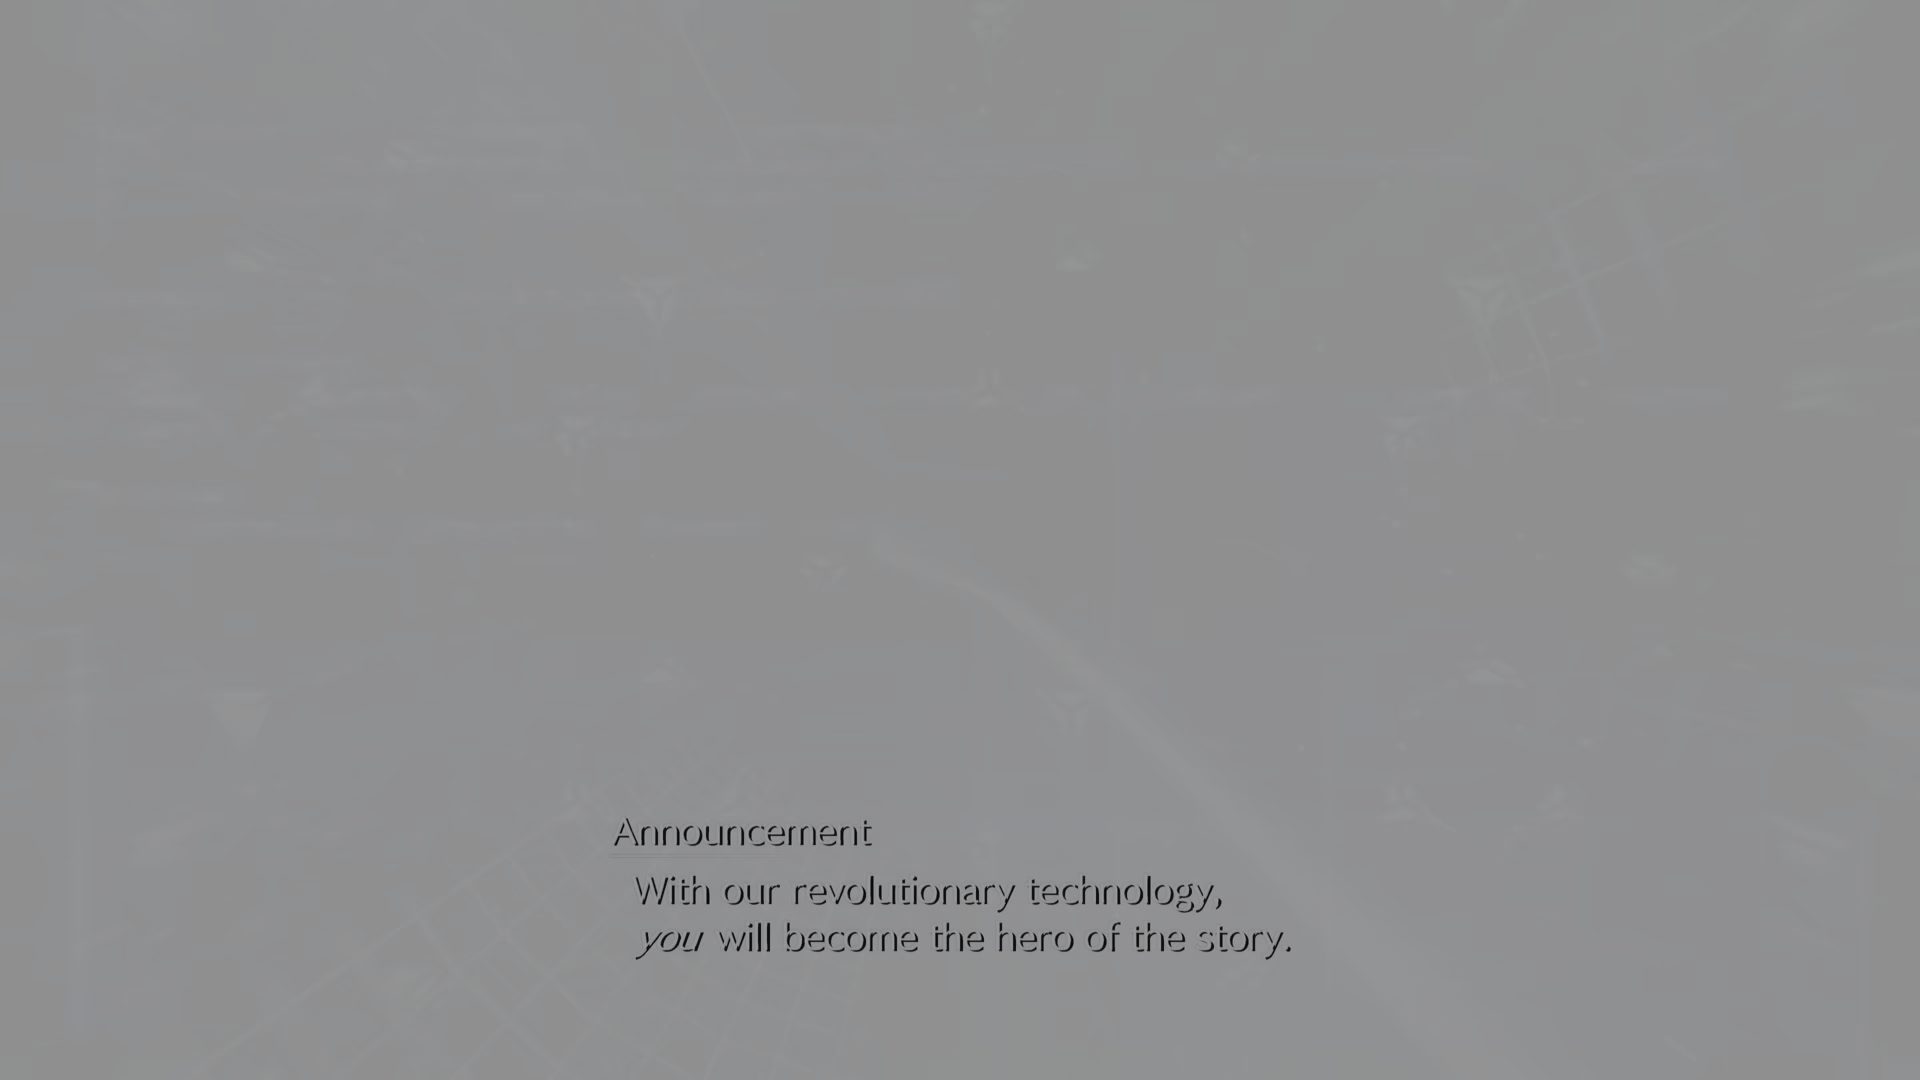 Announcement
With our revolutionary technology,
you will become the hero of the story.